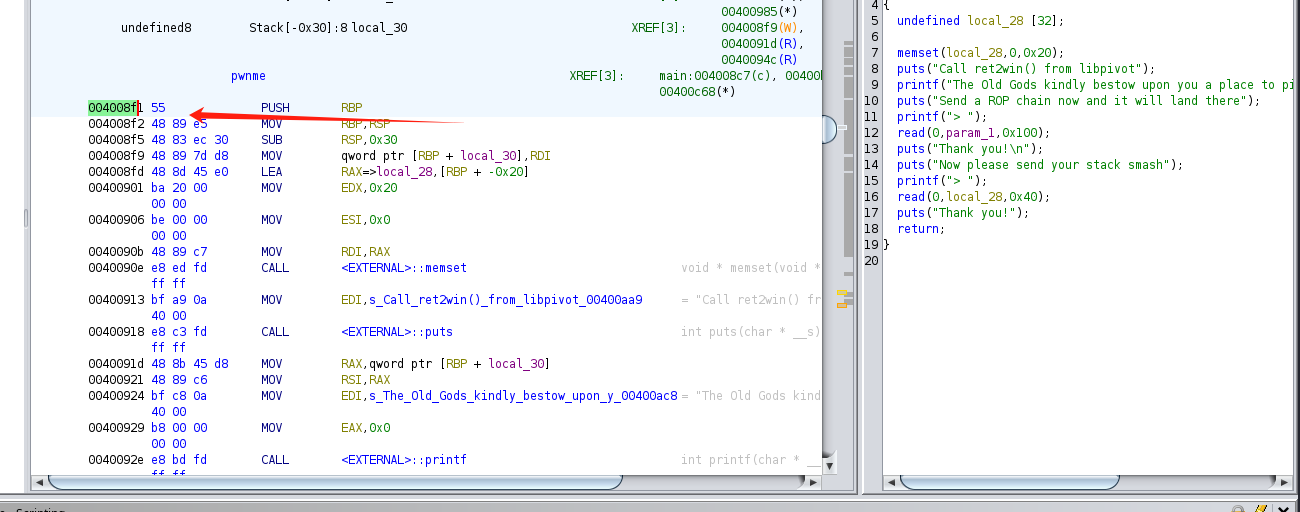 00400985(*)
undefined8 Stack[-0x30]:8 local_30 XREF[3]: 004008f9(W),
0040091d(R),
0040094c(R)
pwnme XREF[3]: main:004008c7(c), 00400
00400c68(*)
004008f1 55 PUSH RBP
004008f2 48 89 e5 MOV RBP,RSP
004008f5 48 83 ec 30 SUB RSP,0x30
004008f9 48 89 7d d8 MOV qword ptr [RBP + local_30],RDI
004008fd 48 8d 45 e0 LEA RAX=>local_28,[RBP + -0x20]
00400901 ba 20 00 MOV EDX,0x20
00 00
00400906 be 00 00 MOV ESI,0x0
00 00
0040090b 48 89 c7 MOV RDI,RAX
0040090e e8 ed fd CALL <EXTERNAL>::memset void * memset(void *
ff ff
00400913 bf a9 0a MOV EDI,s_Call_ret2win()_from_libpivot_00400aa9 = "Call ret2win() fr
40 00
00400918 e8 c3 fd CALL <EXTERNAL>::puts int puts(char * __s)
ff ff
0040091d 48 8b 45 d8 MOV RAX,qword ptr [RBP + local_30]
00400921 48 89 c6 MOV RSI,RAX
00400924 bf c8 0a MOV EDI,s_The_Old_Gods_kindly_bestow_upon_y_00400ac8 = "The Old Gods kind
40 00
00400929 b8 00 00 MOV EAX,0x0
00 00
0040092e e8 bd fd CALL <EXTERNAL>::printf int printf(char * __
ff ff
4 {
5 undefined local_28 [32];
6
7 memset(local_28,0,0x20);
8 puts("Call ret2win() from libpivot");
9 printf("The Old Gods kindly bestow upon you a place to pi
10 puts("Send a ROP chain now and it will land there");
11 printf("> ");
12 read(0,param_1,0x100);
13 puts("Thank you!\n");
14 puts("Now please send your stack smash");
15 printf("> ");
16 read(0,local_28,0x40);
17 puts("Thank you!");
18 return;
19 }
20
Scripting